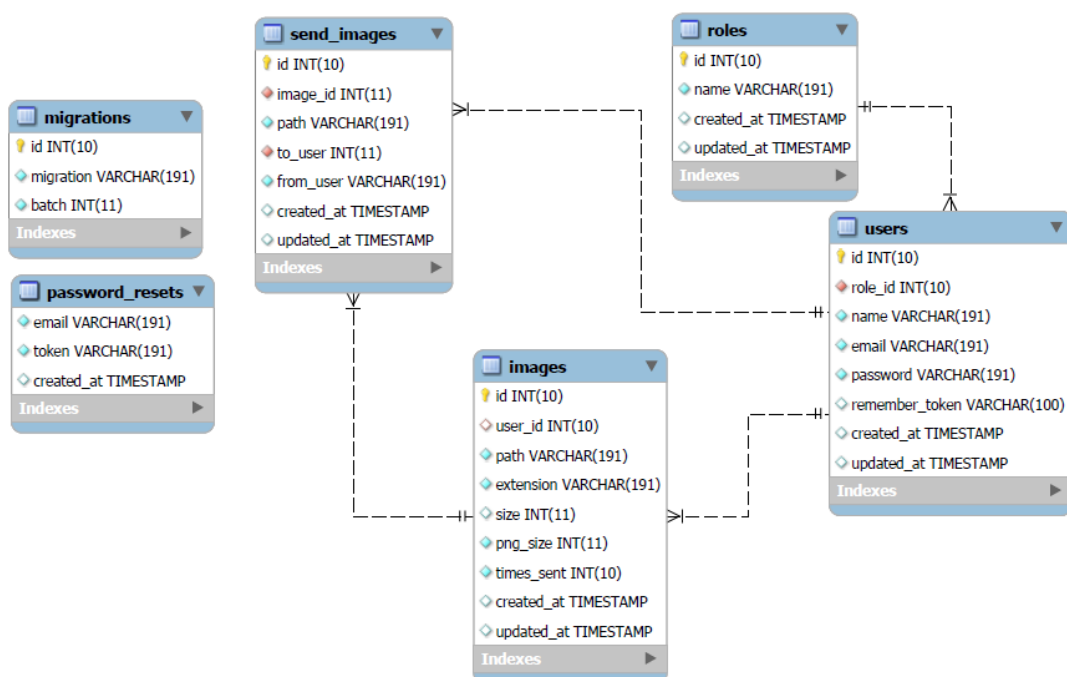 migrations
id INT(10)
migration VARCHAR(191)
batch INT(11)
Indexes
password_resets
email VARCHAR(191)
token VARCHAR(191)
created_at TIMESTAMP
Indexes
send_images
id INT(10)
image_id INT(11)
path VARCHAR(191)
to_user INT(11)
from_user VARCHAR(191)
created_at TIMESTAMP
updated_at TIMESTAMP
Indexes
images
id INT(10)
user_id INT(10)
path VARCHAR(191)
extension VARCHAR(191)
size INT(11)
png_size INT(11)
times_sent INT(10)
created_at TIMESTAMP
updated_at TIMESTAMP
Indexes
roles
id INT(10)
name VARCHAR(191)
created_at TIMESTAMP
updated_at TIMESTAMP
Indexes
users
id INT(10)
role_id INT(10)
name VARCHAR(191)
email VARCHAR(191)
password VARCHAR(191)
remember_token VARCHAR(100)
created_at TIMESTAMP
updated_at TIMESTAMP
Indexes